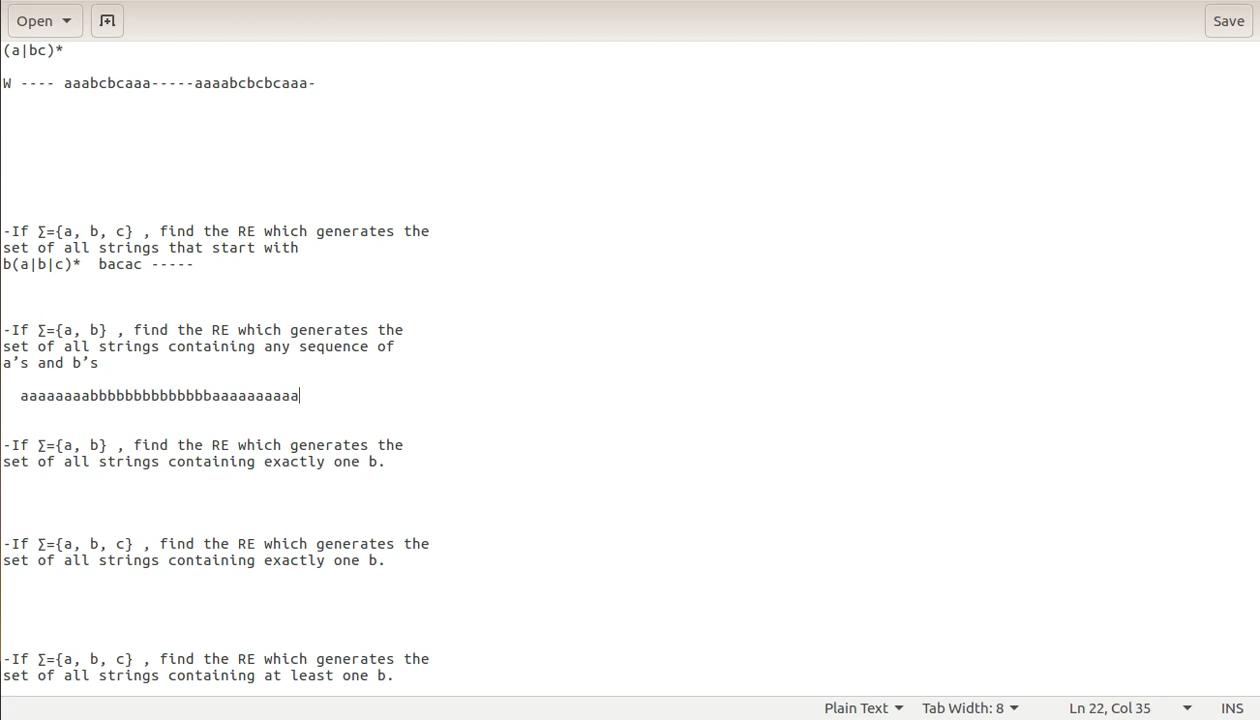 Open
Save
(a|bc)*
W ---- aaabcbcaaa-----aaaabcbcbcaaa-
-If ∑={a, b, c} , find the RE which generates the
set of all strings that start with
b(a|b|c)*  bacac -----
-If ∑={a, b} , find the RE which generates the
set of all strings containing any sequence of
a’s and b’s
aaaaaaaabbbbbbbbbbbbbbaaaaaaaaaa
-If ∑={a, b} , find the RE which generates the
set of all strings containing exactly one b.
-If ∑={a, b, c} , find the RE which generates the
set of all strings containing exactly one b.
-If ∑={a, b, c} , find the RE which generates the
set of all strings containing at least one b.
Plain Text Tab Width: 8 Ln 22, Col 35 INS